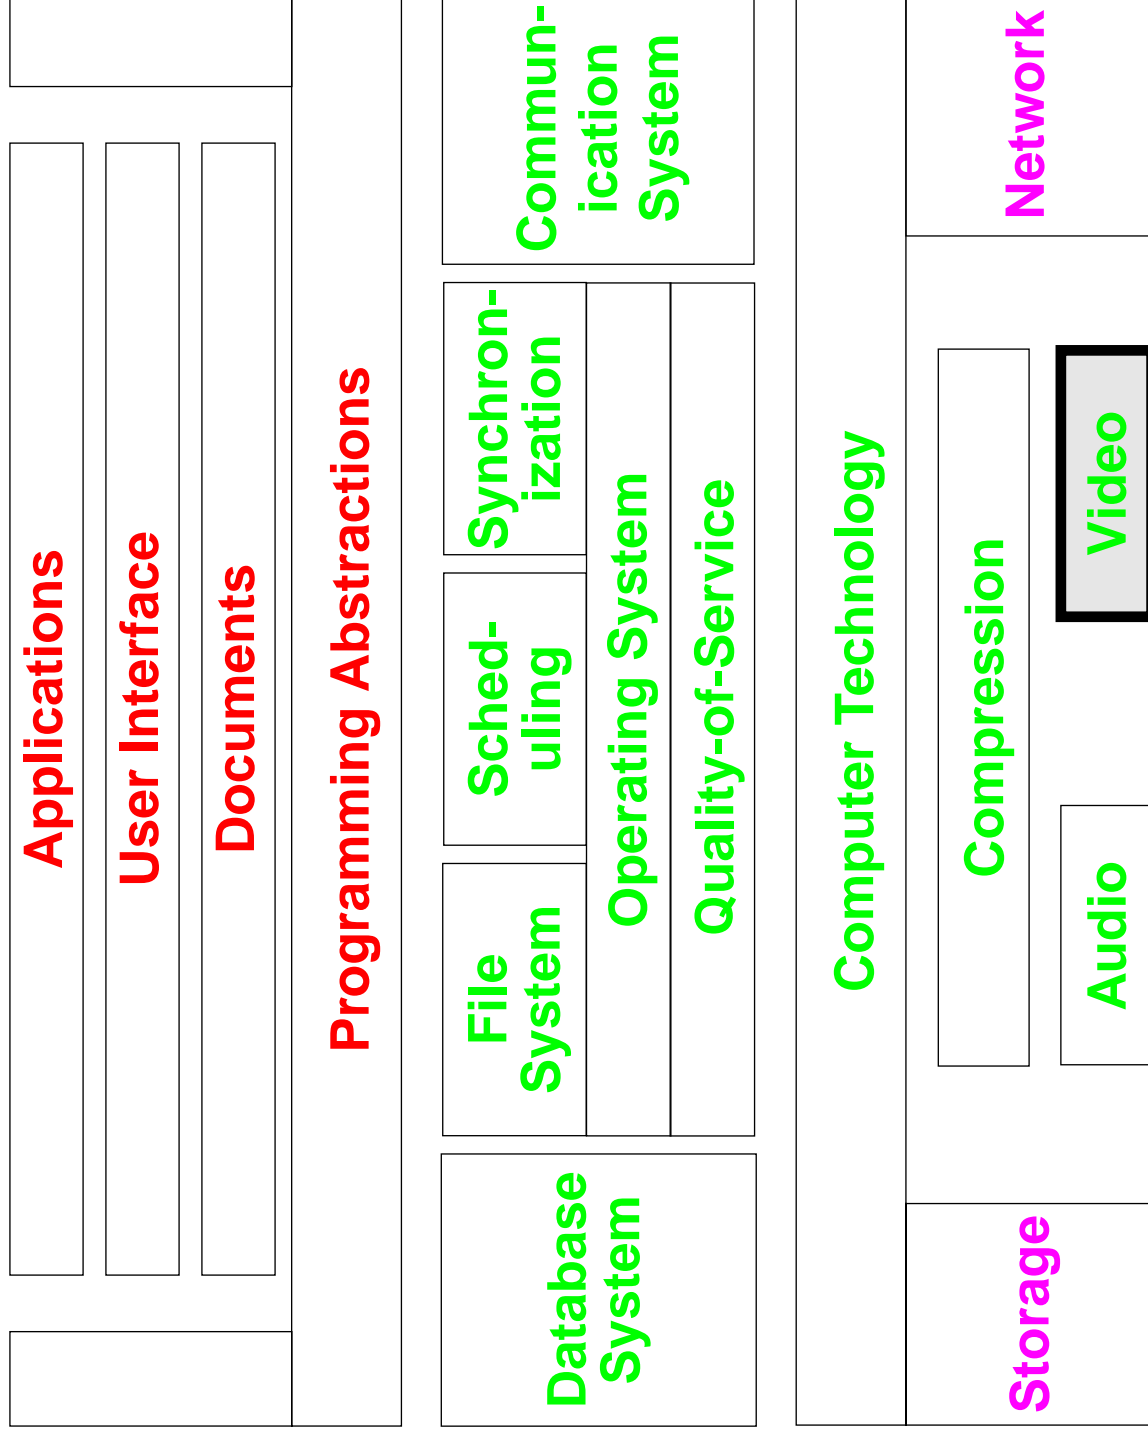 Applications
User Interface
Documents
Programming Abstractions
Database
System
File
System
Sched-
uling
Synchron-
ization
Operating System
Quality-of-Service
Commun-
ication
System
Computer Technology
Storage
Compression
Audio
Video
Network